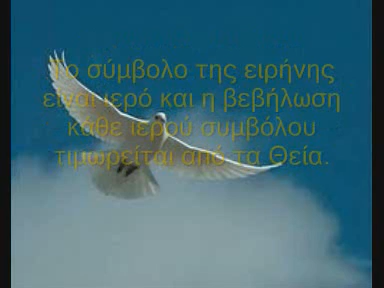 Το σύμβολο της ειρήνης
είναι ιερό και η βεβήλωση
κάθε ιερού συμβόλου
τιμωρείται από τα Θεία.